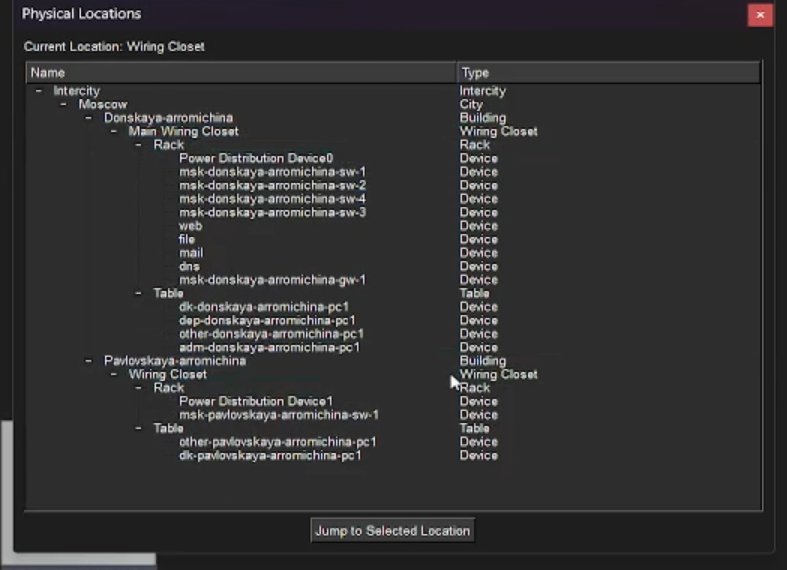 Physical Locations
Current Location: Wiring Closet
Name Type
− Intercity Intercity
− Moscow City
− Donskaya-arromichina Building
− Main Wiring Closet Wiring Closet
− Rack Rack
Power Distribution Device0 Device
msk-donskaya-arromichina-sw-1 Device
msk-donskaya-arromichina-sw-2 Device
msk-donskaya-arromichina-sw-4 Device
msk-donskaya-arromichina-sw-3 Device
web Device
file Device
mail Device
dns Device
msk-donskaya-arromichina-gw-1 Device
− Table Table
dk-donskaya-arromichina-pc1 Device
dep-donskaya-arromichina-pc1 Device
other-donskaya-arromichina-pc1 Device
adm-donskaya-arromichina-pc1 Device
− Pavlovskaya-arromichina Building
− Wiring Closet Wiring Closet
− Rack Rack
Power Distribution Device1 Device
msk-pavlovskaya-arromichina-sw-1 Device
− Table Table
other-pavlovskaya-arromichina-pc1 Device
dk-pavlovskaya-arromichina-pc1 Device
Jump to Selected Location